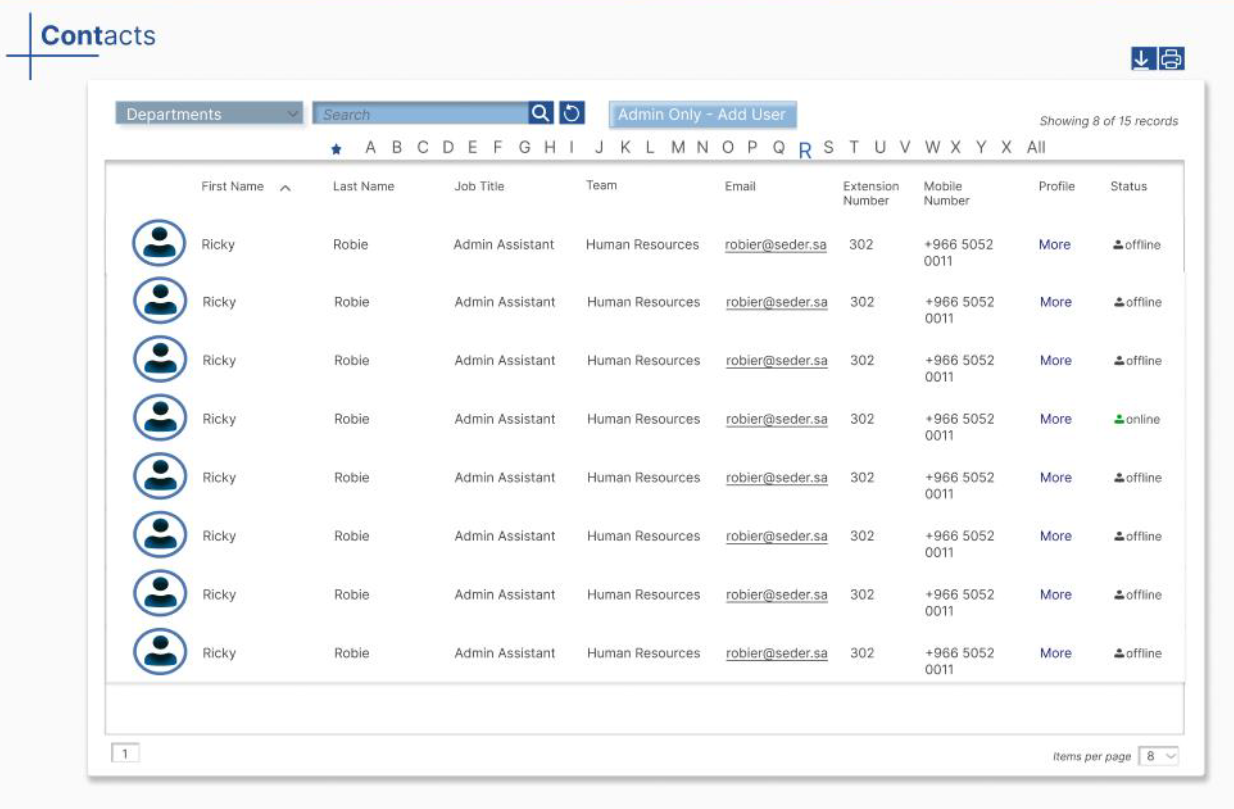 Contacts
Departments Search Admin Only - Add User
Showing 8 of 15 records
A B C D E F G H I J K L M N O P Q R S T U V W X Y X All
First Name Last Name Job Title Team Email Extension Number Mobile Number Profile Status
Ricky Robie Admin Assistant Human Resources robier@seder.sa 302 +966 5052 0011 More offline
Ricky Robie Admin Assistant Human Resources robier@seder.sa 302 +966 5052 0011 More offline
Ricky Robie Admin Assistant Human Resources robier@seder.sa 302 +966 5052 0011 More offline
Ricky Robie Admin Assistant Human Resources robier@seder.sa 302 +966 5052 0011 More online
Ricky Robie Admin Assistant Human Resources robier@seder.sa 302 +966 5052 0011 More offline
Ricky Robie Admin Assistant Human Resources robier@seder.sa 302 +966 5052 0011 More offline
Ricky Robie Admin Assistant Human Resources robier@seder.sa 302 +966 5052 0011 More offline
Ricky Robie Admin Assistant Human Resources robier@seder.sa 302 +966 5052 0011 More offline
1 Items per page 8